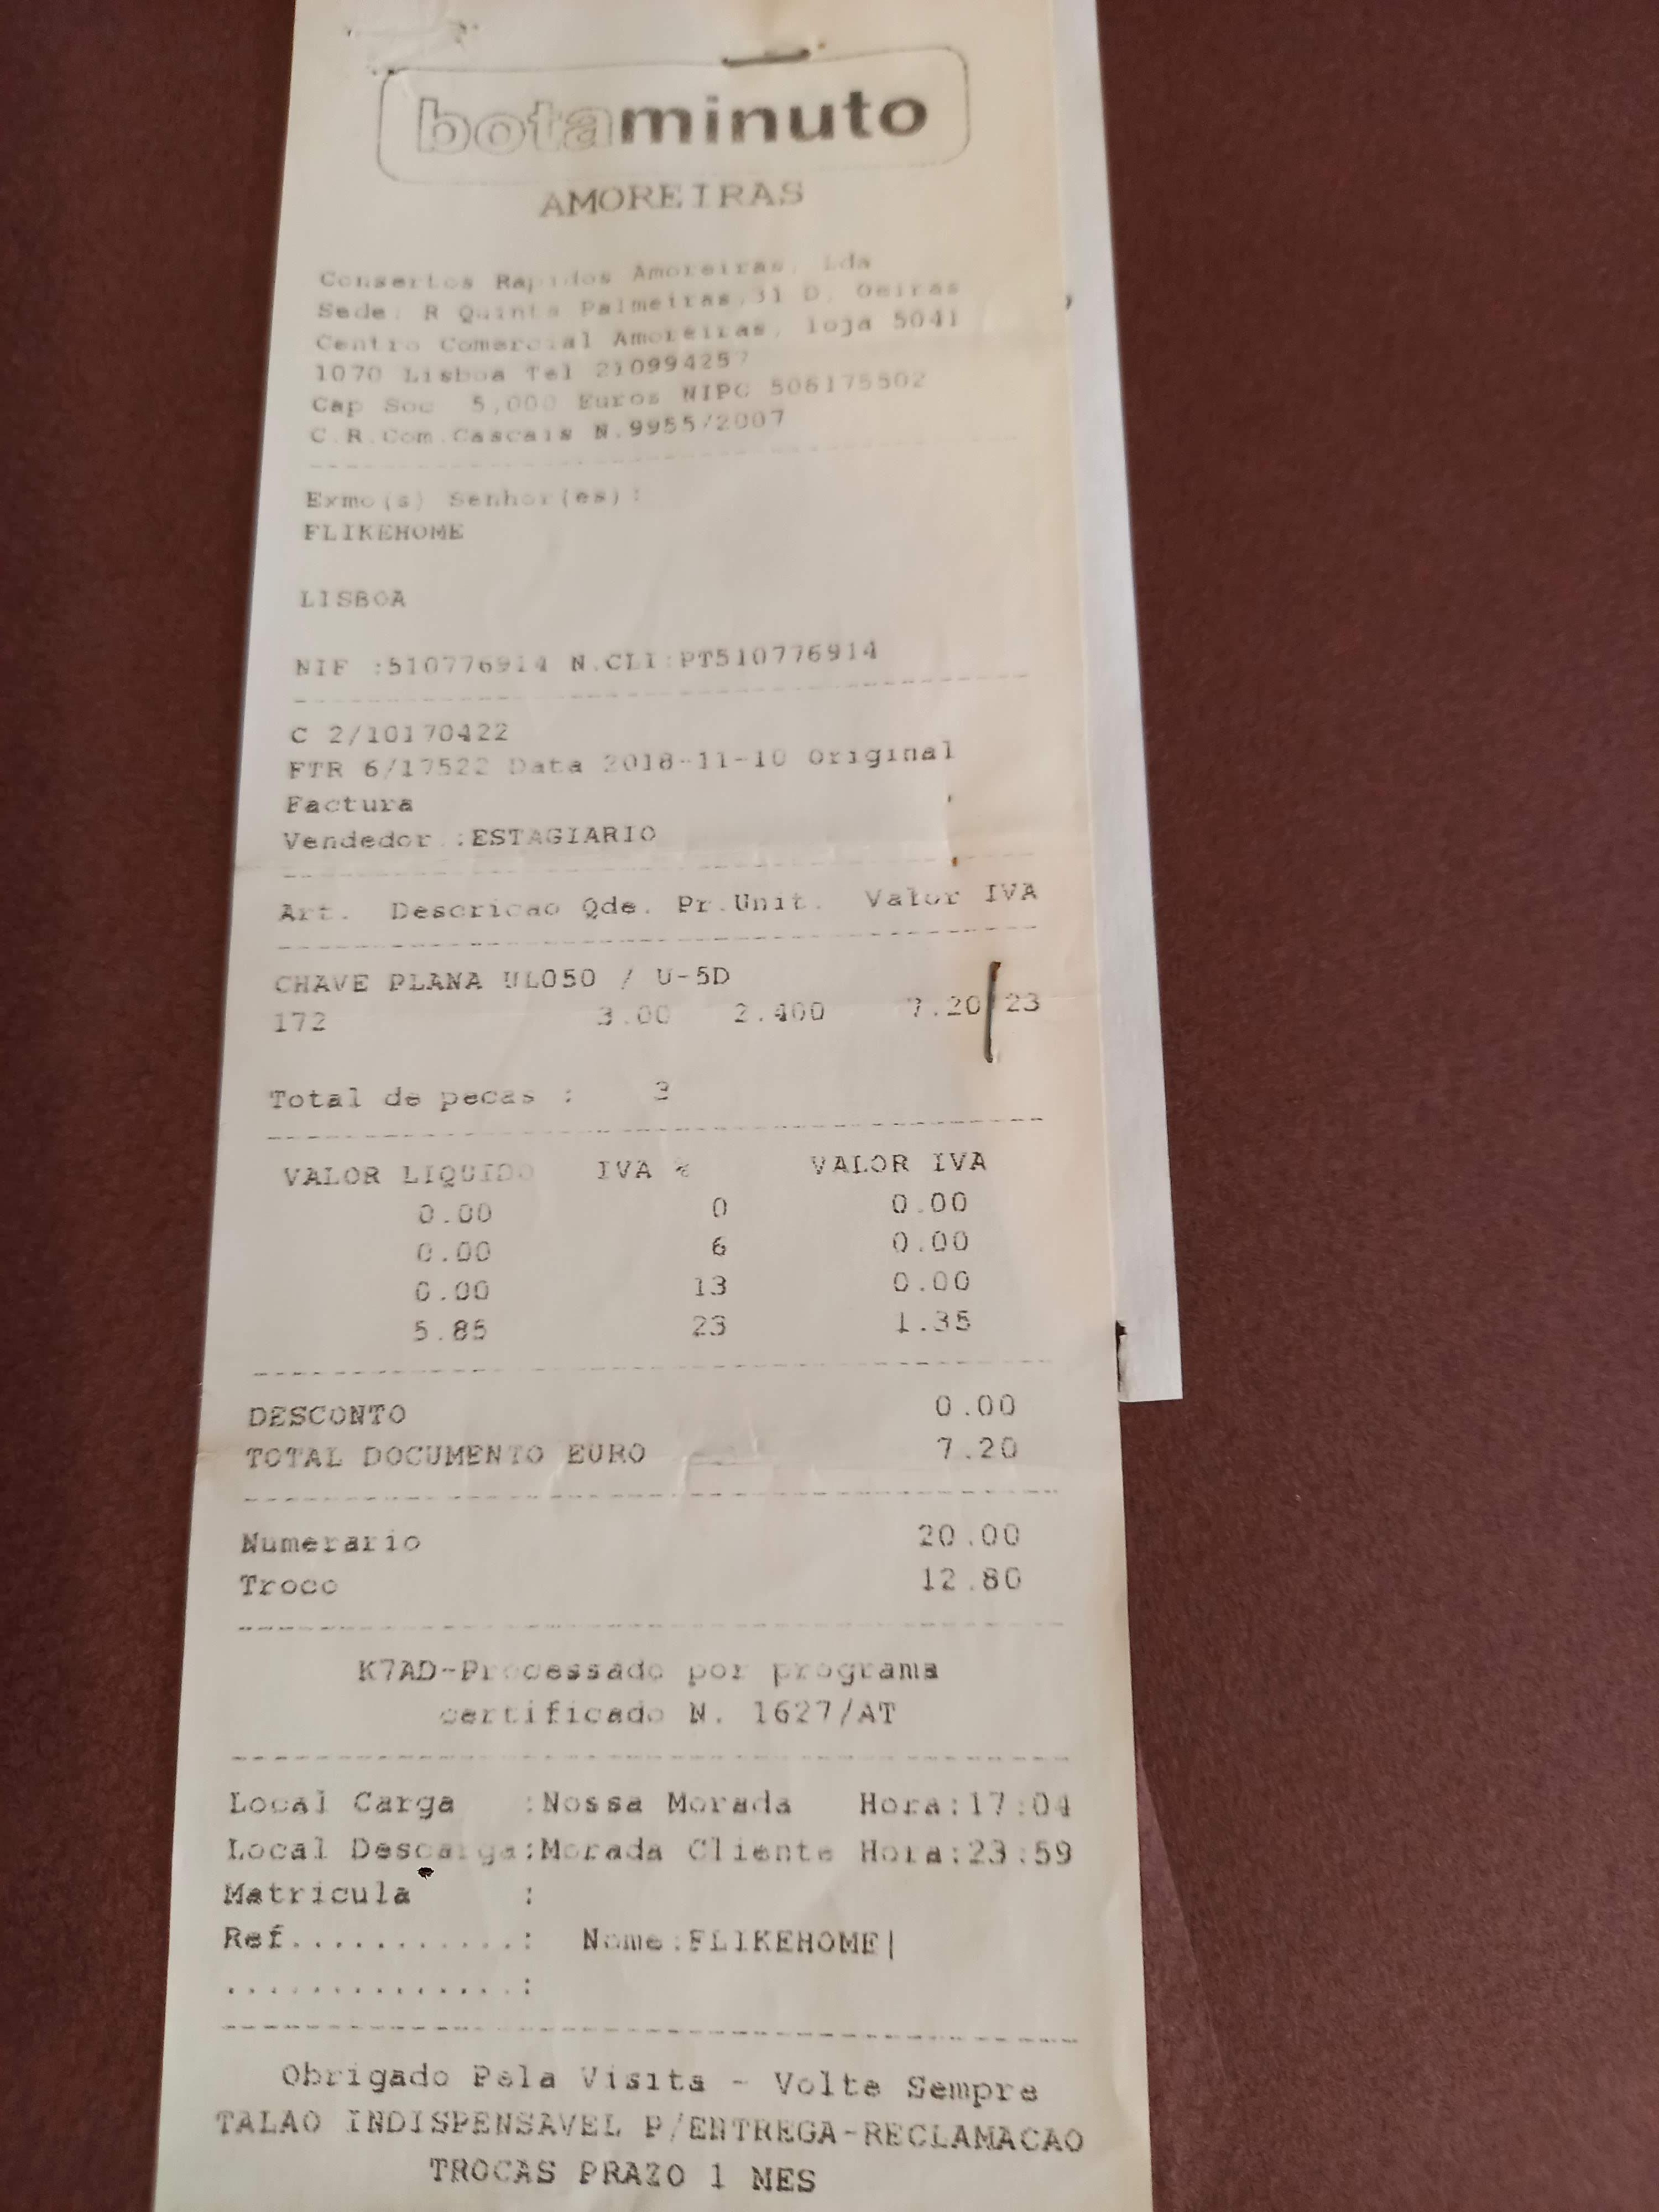 botaminuto
AMOREIRAS
Consertos Rapidos Amoreiras, Lda
Sede: R Quinta Palmeiras,31 D, Oeiras
Centro Comercial Amoreiras, loja 5041
1070 Lisboa Tel 210994257
Cap Soc 5,000 Euros NIPC 506175502
C.R.Com.Cascais N.9955/2007
Exmo(s) Senhor(es):
FLIKEHOME
LISBOA
NIF :510776914 N.CLI:PT510776914
C 2/10170422
FTR 6/17522 Data 2018-11-10 Original
Factura
Vendedor.:ESTAGIARIO
Art. Descricao Qde. Pr.Unit. Valor IVA
CHAVE PLANA UL050 / U-5D
172 3.00 2.400 7.20 23
Total de pecas : 3
VALOR LIQUIDO IVA % VALOR IVA
0.00 0 0.00
0.00 6 0.00
0.00 13 0.00
5.85 23 1.35
DESCONTO 0.00
TOTAL DOCUMENTO EURO 7.20
Numerario 20.00
Troco 12.80
K7AD-Processado por programa
certificado N. 1627/AT
Local Carga :Nossa Morada Hora:17:04
Local Descarga:Morada Cliente Hora:23:59
Matricula :
Ref...........: Nome:FLIKEHOME|
..............:
Obrigado Pela Visita - Volte Sempre
TALAO INDISPENSAVEL P/ENTREGA-RECLAMACAO
TROCAS PRAZO 1 MES